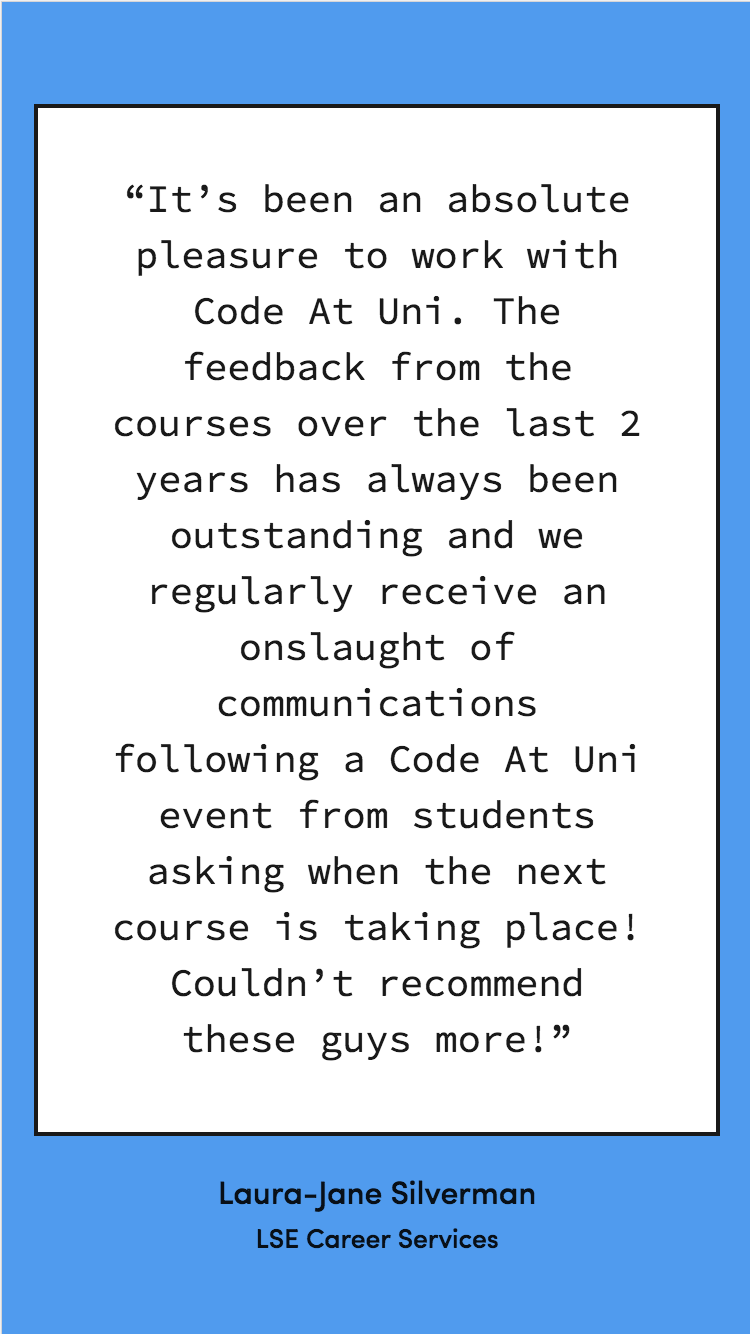 “It’s been an absolute
pleasure to work with
Code At Uni. The
feedback from the
courses over the last 2
years has always been
outstanding and we
regularly receive an
onslaught of
communications
following a Code At Uni
event from students
asking when the next
course is taking place!
Couldn’t recommend
these guys more!”
Laura-Jane Silverman
LSE Career Services